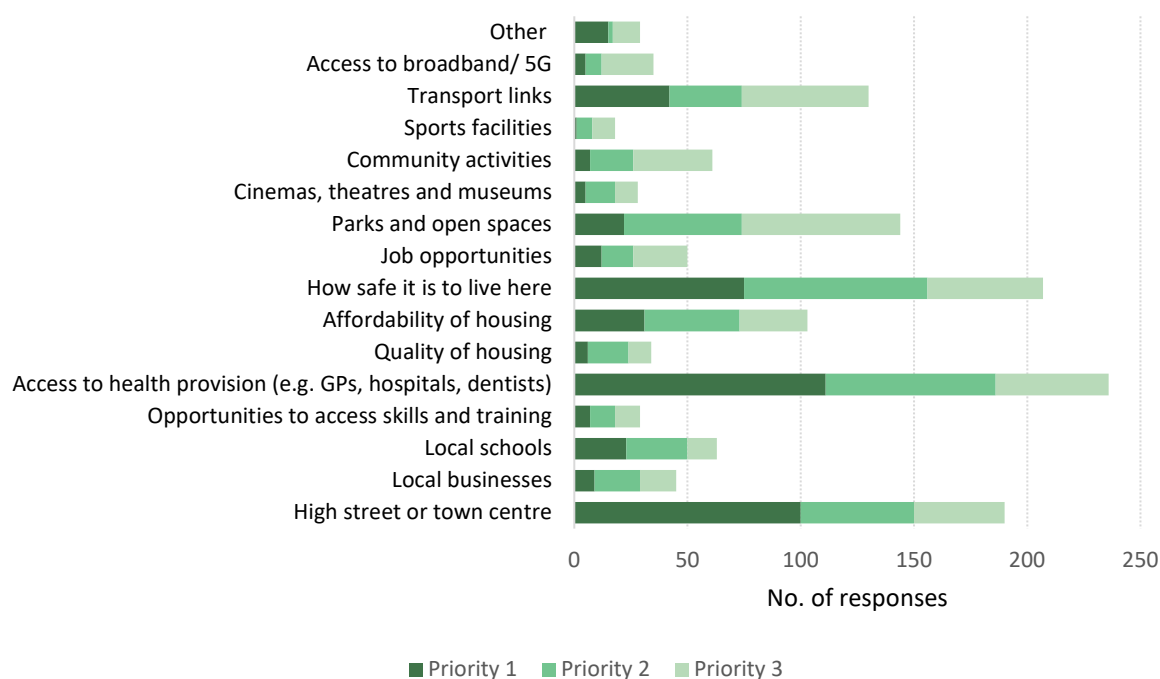 Other
Access to broadband/ 5G
Transport links
Sports facilities
Community activities
Cinemas, theatres and museums
Parks and open spaces
Job opportunities
How safe it is to live here
Affordability of housing
Quality of housing
Access to health provision (e.g. GPs, hospitals, dentists)
Opportunities to access skills and training
Local schools
Local businesses
High street or town centre
0 50 100 150 200 250
No. of responses
Priority 1 Priority 2 Priority 3